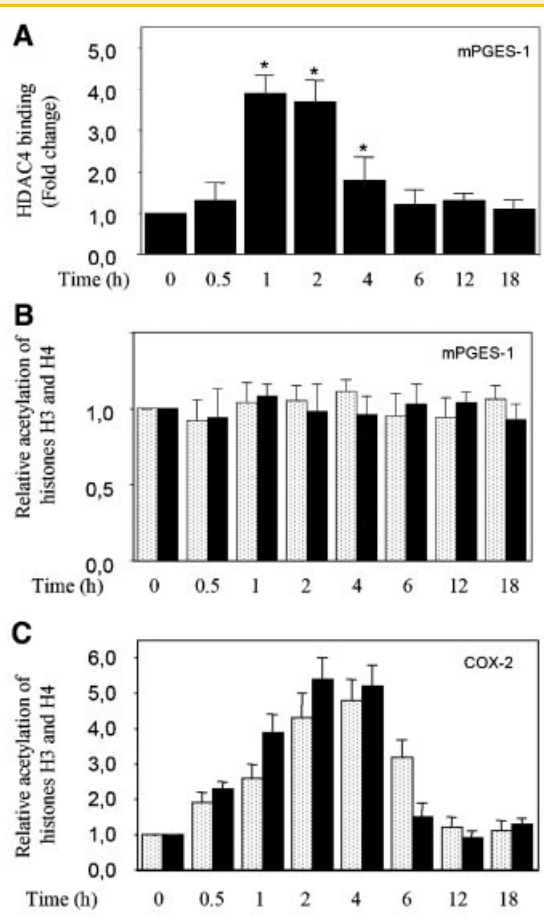 A
mPGES-1
HDAC4 binding
(Fold change)
5,0
4,0
3,0
2,0
1,0
0,0
* * *
Time (h) 0 0.5 1 2 4 6 12 18
B
mPGES-1
Relative acetylation of
histones H3 and H4
1,0
0,5
0,0
Time (h) 0 0.5 1 2 4 6 12 18
C
COX-2
Relative acetylation of
histones H3 and H4
6,0
5,0
4,0
3,0
2,0
1,0
0,0
Time (h) 0 0.5 1 2 4 6 12 18